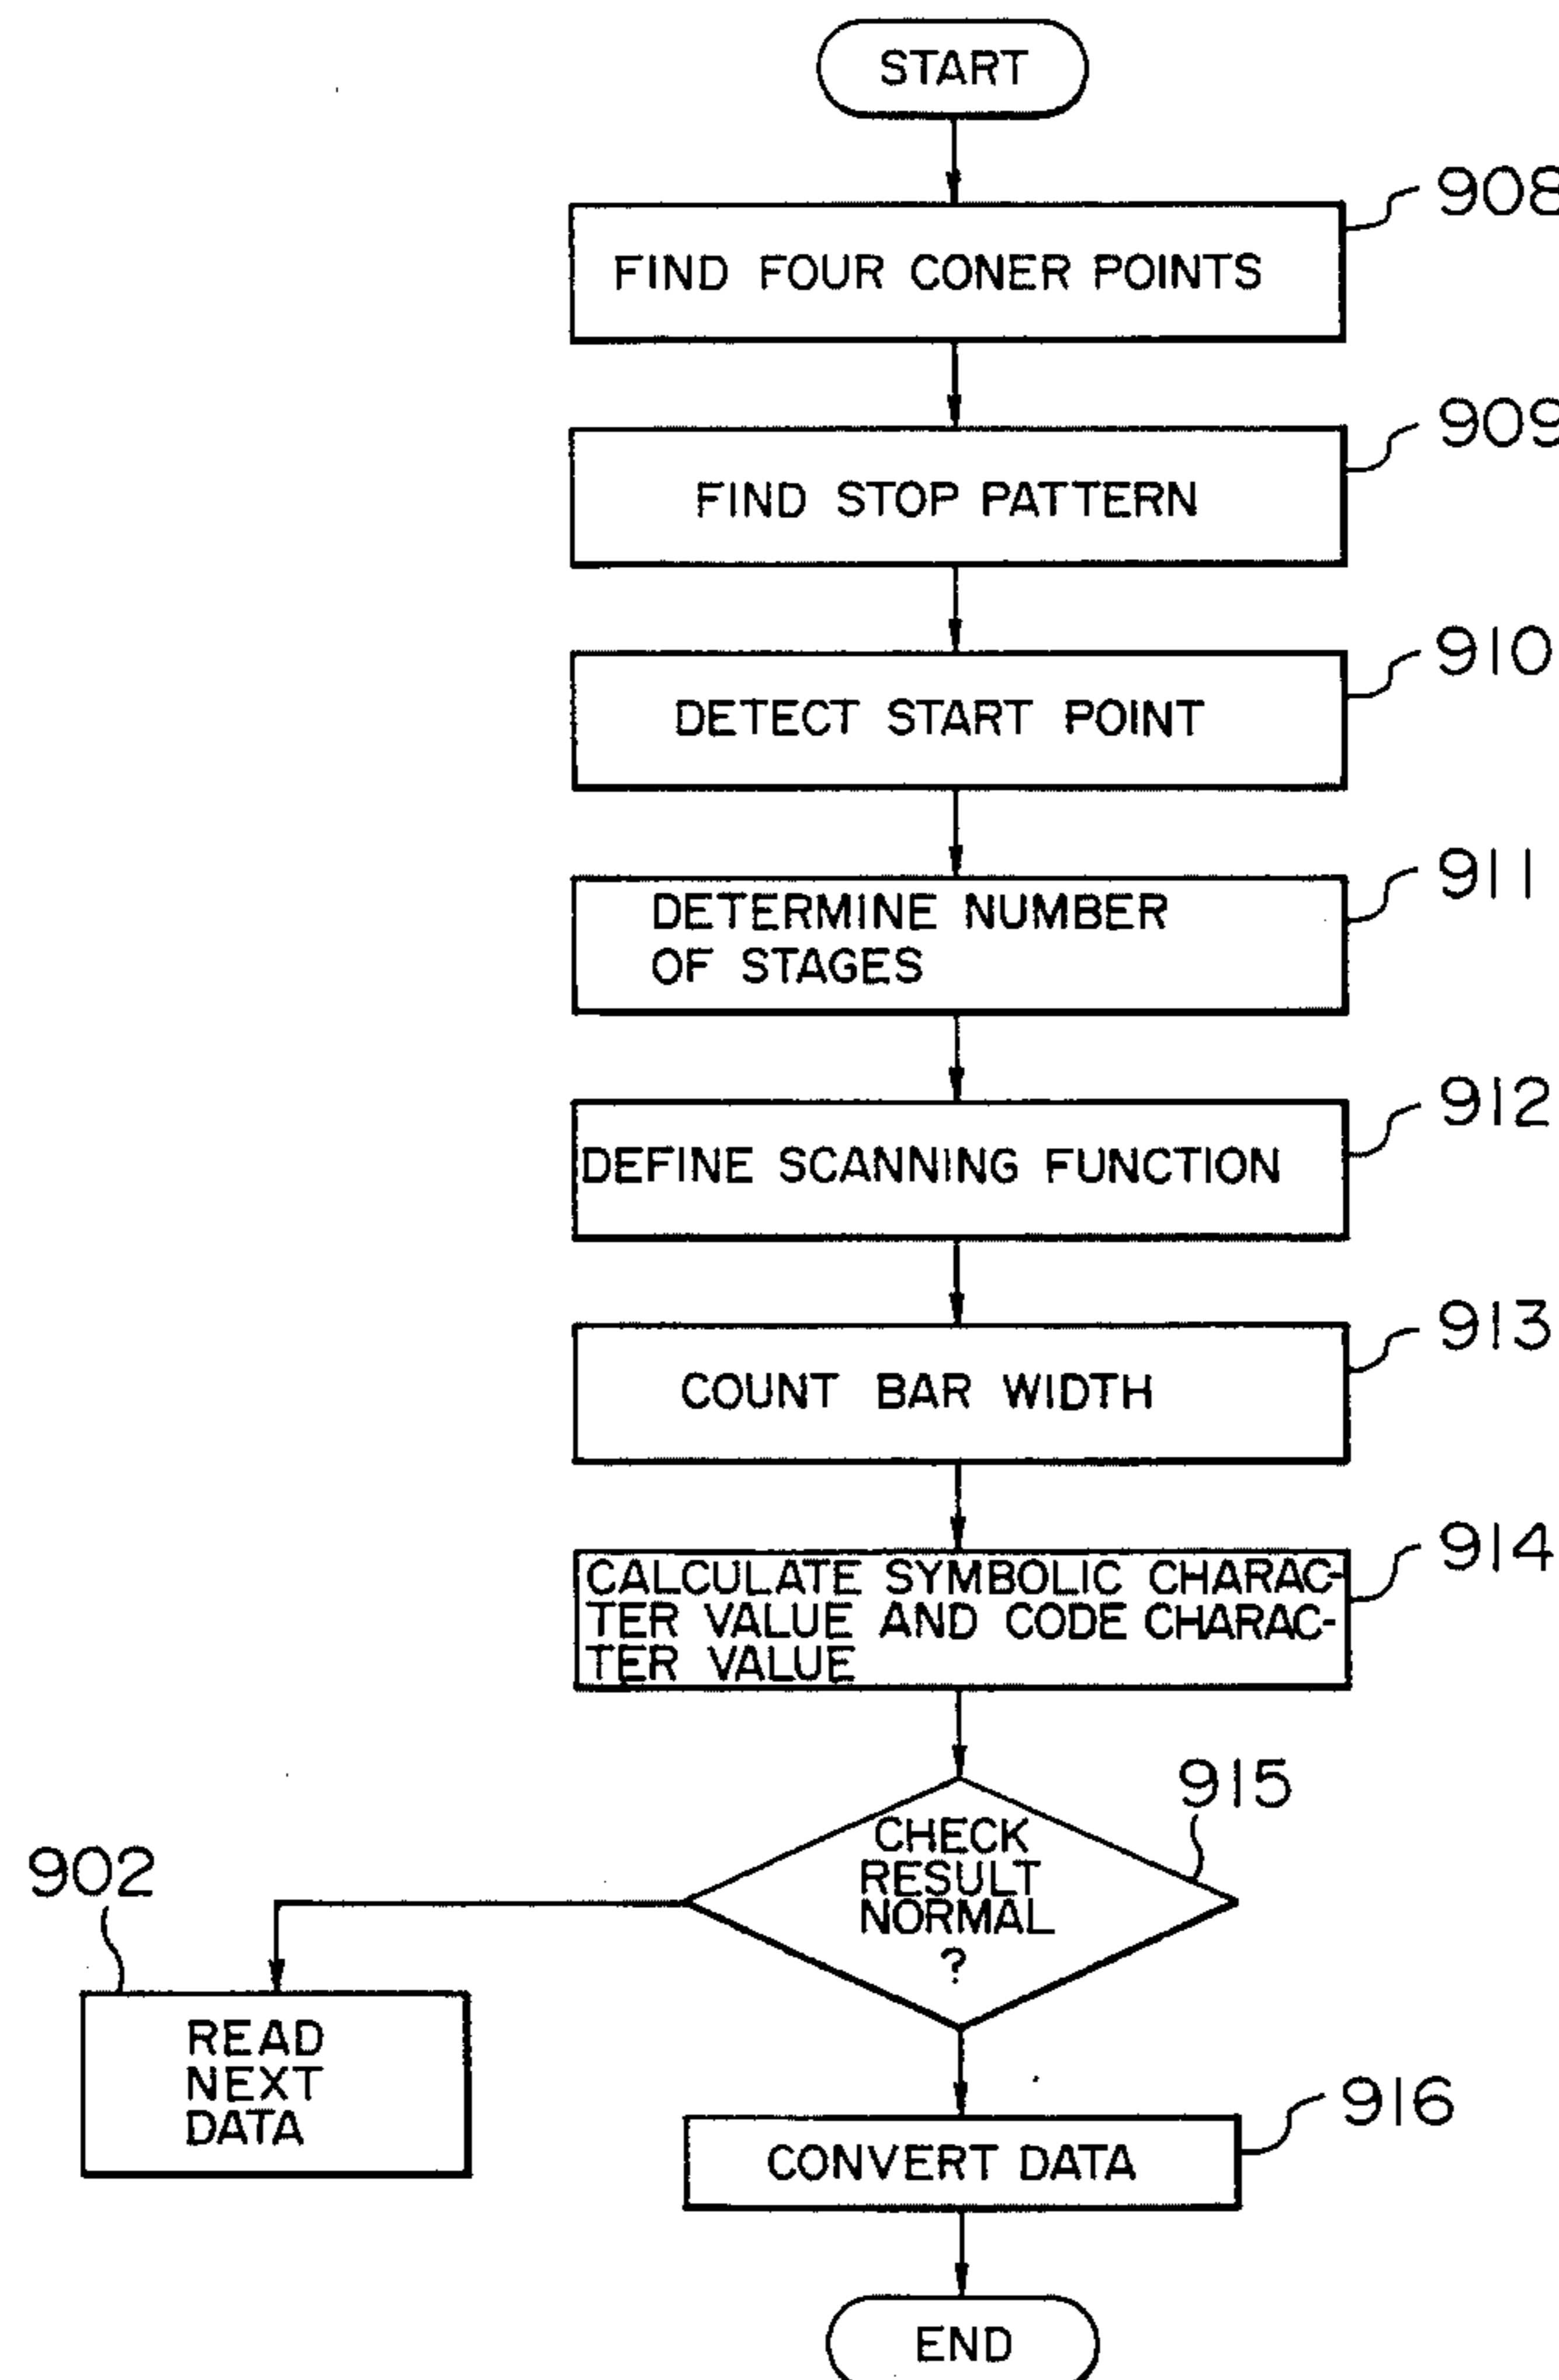 START
908
FIND FOUR CONER POINTS
909
FIND STOP PATTERN
910
DETECT START POINT
911
DETERMINE NUMBER
OF STAGES
912
DEFINE SCANNING FUNCTION
913
COUNT BAR WIDTH
914
CALCULATE SYMBOLIC CHARAC-
TER VALUE AND CODE CHARAC-
TER VALUE
915
CHECK
RESULT
NORMAL
?
902
READ
NEXT
DATA
916
CONVERT DATA
END